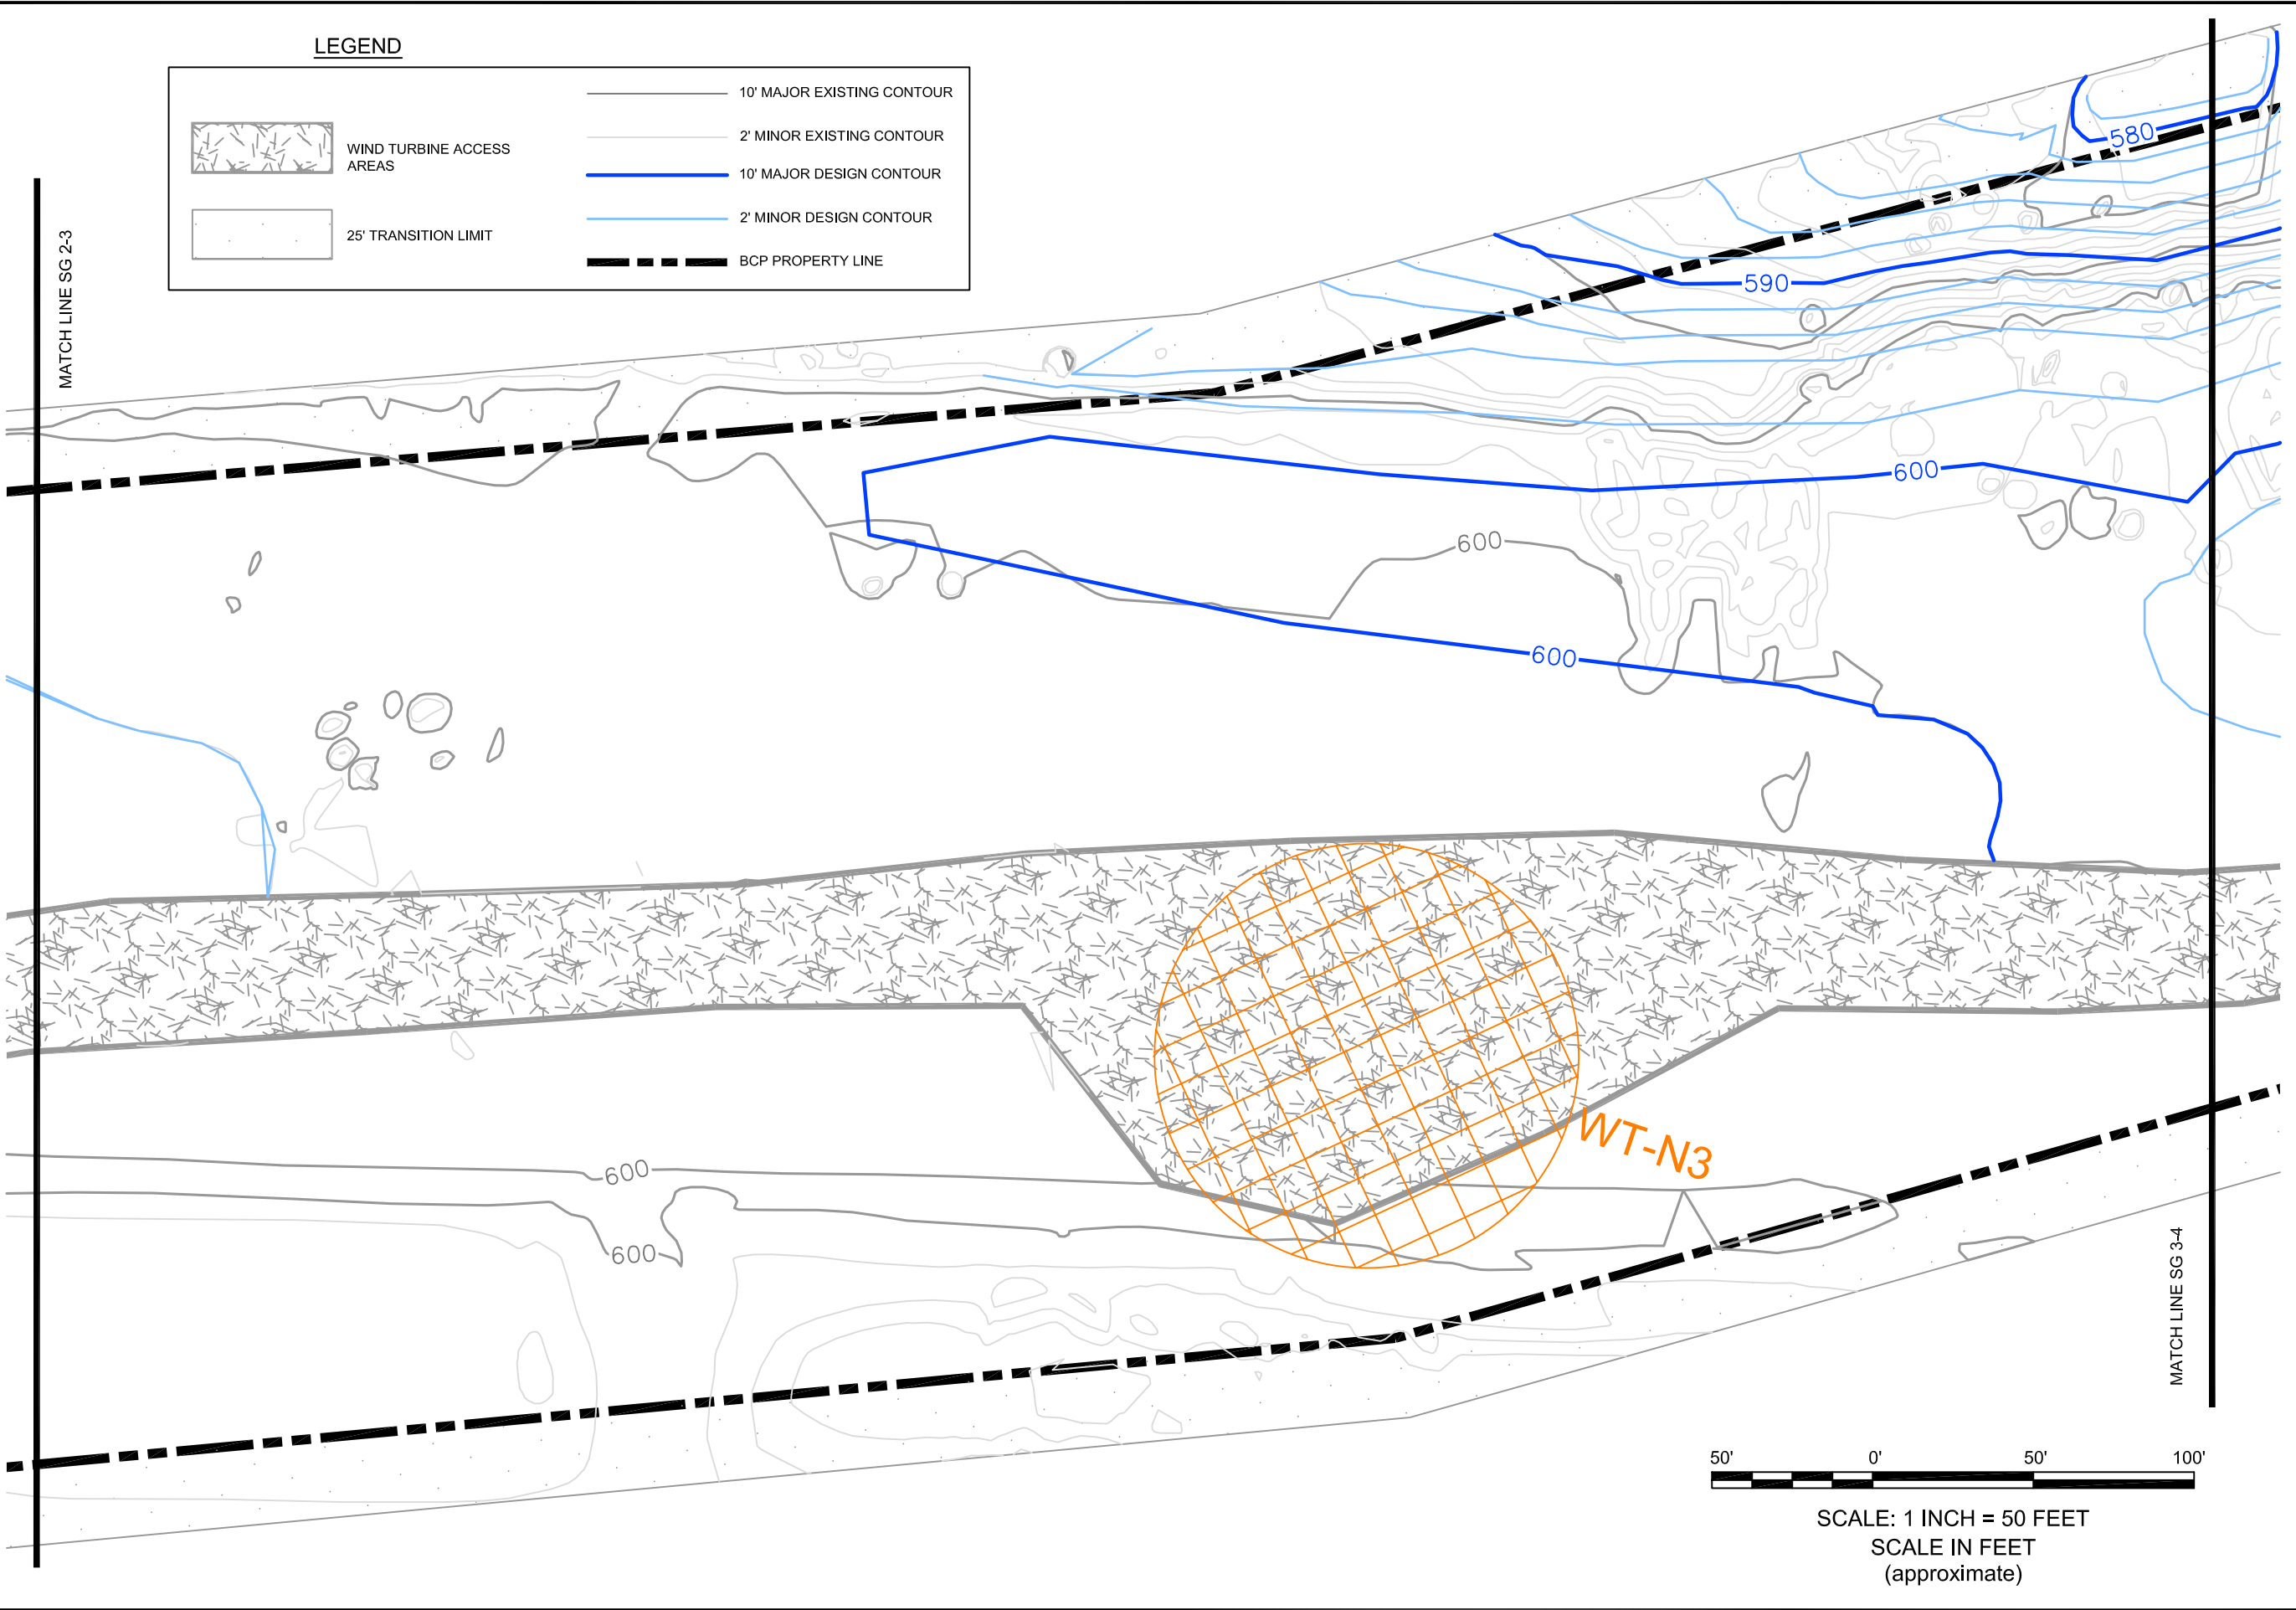 LEGEND
WIND TURBINE ACCESS
AREAS
25' TRANSITION LIMIT
10' MAJOR EXISTING CONTOUR
2' MINOR EXISTING CONTOUR
10' MAJOR DESIGN CONTOUR
2' MINOR DESIGN CONTOUR
BCP PROPERTY LINE
MATCH LINE SG 2-3
580
590
600
600
600
WT-N3
600
600
MATCH LINE SG 3-4
50' 0' 50' 100'
SCALE: 1 INCH = 50 FEET
SCALE IN FEET
(approximate)